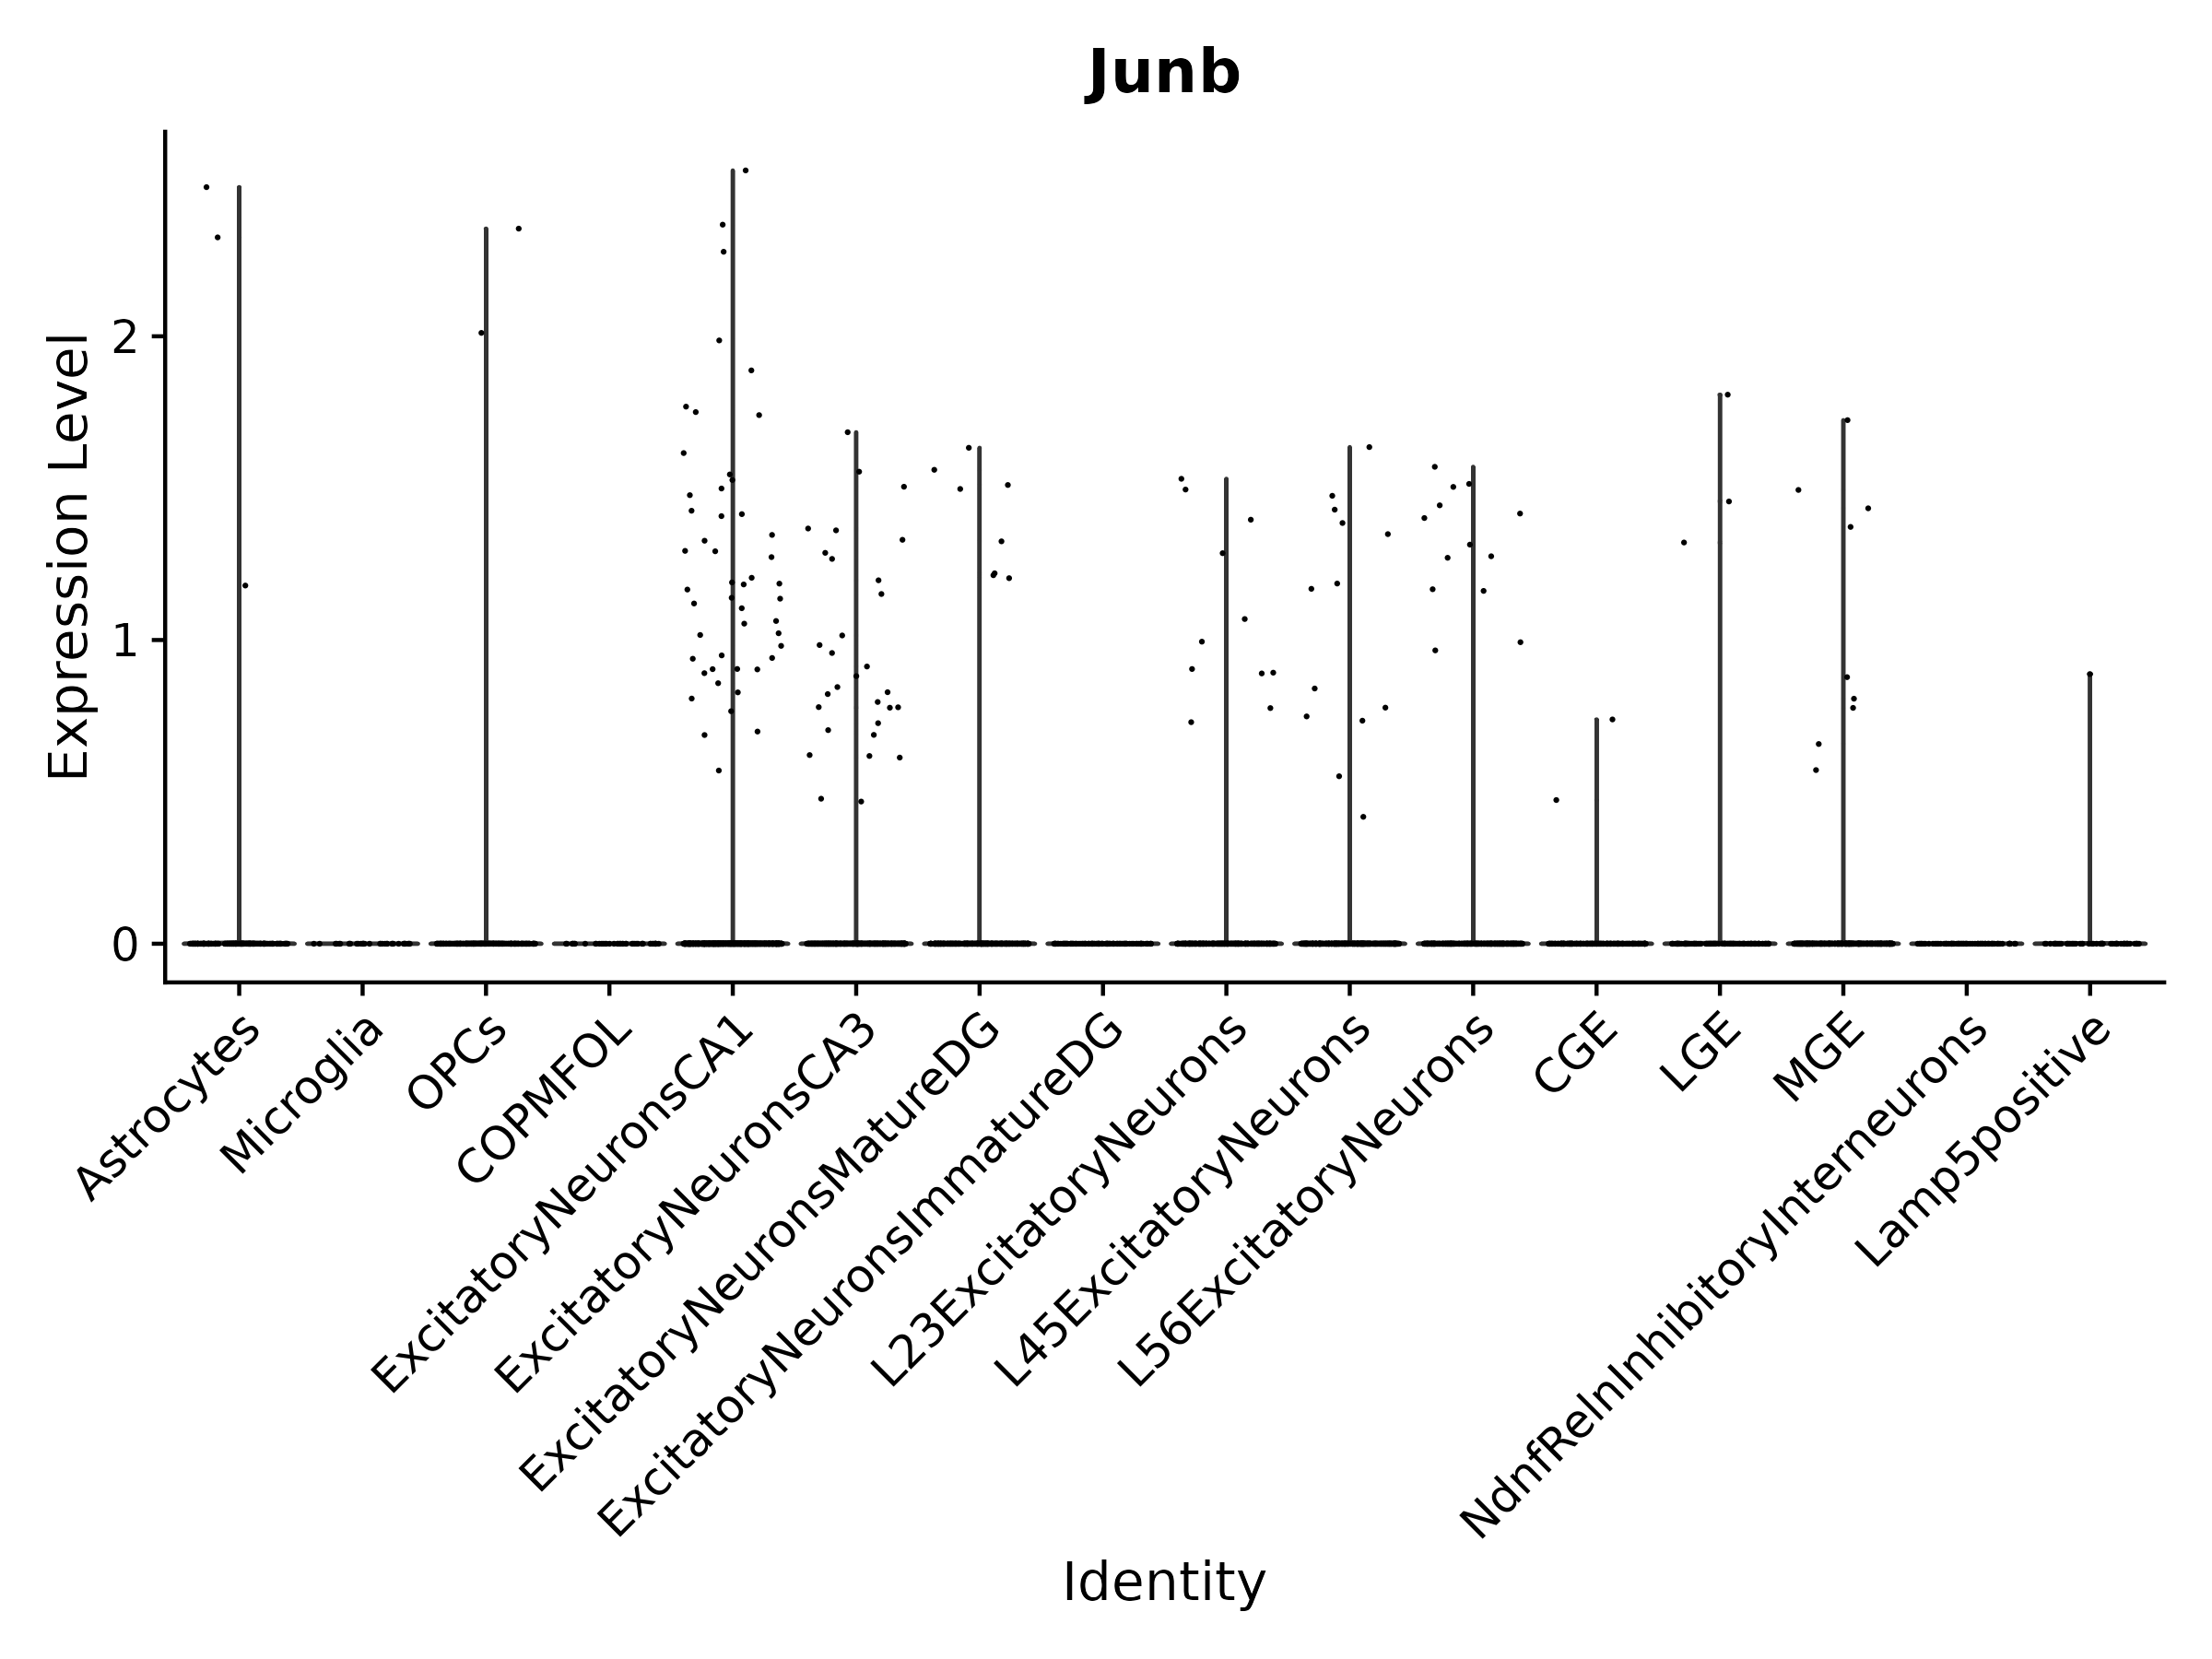 Junb
Expression Level
2
1
0
Astrocytes
Microglia
OPCs
COPMFOL
ExcitatoryNeuronsCA1
ExcitatoryNeuronsCA3
ExcitatoryNeuronsMatureDG
ExcitatoryNeuronsImmatureDG
L23ExcitatoryNeurons
L45ExcitatoryNeurons
L56ExcitatoryNeurons
CGE
LGE
MGE
NdnfRelnInhibitoryInterneurons
Lamp5positive
Identity